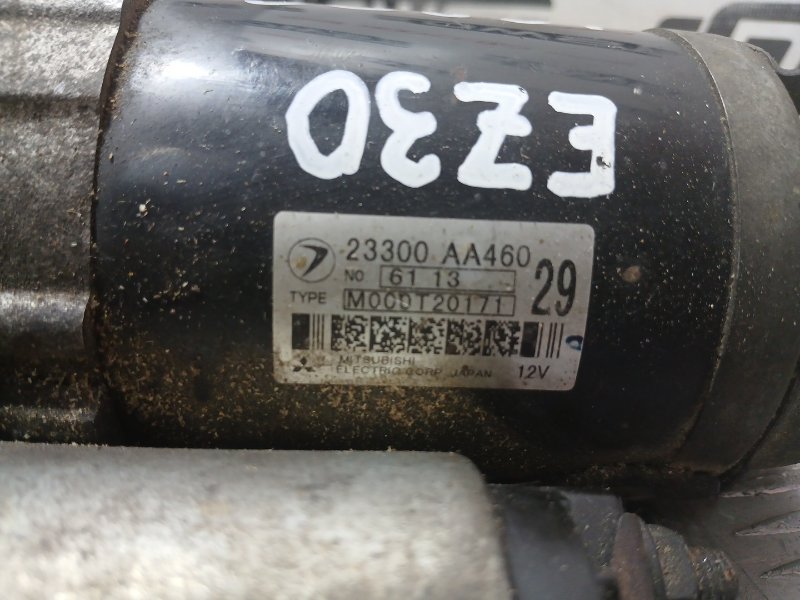 EZ30
23300 AA460
NO 61 13
29
TYPE M000T20171
MITSUBISHI
ELECTRIC CORP. JAPAN 12V